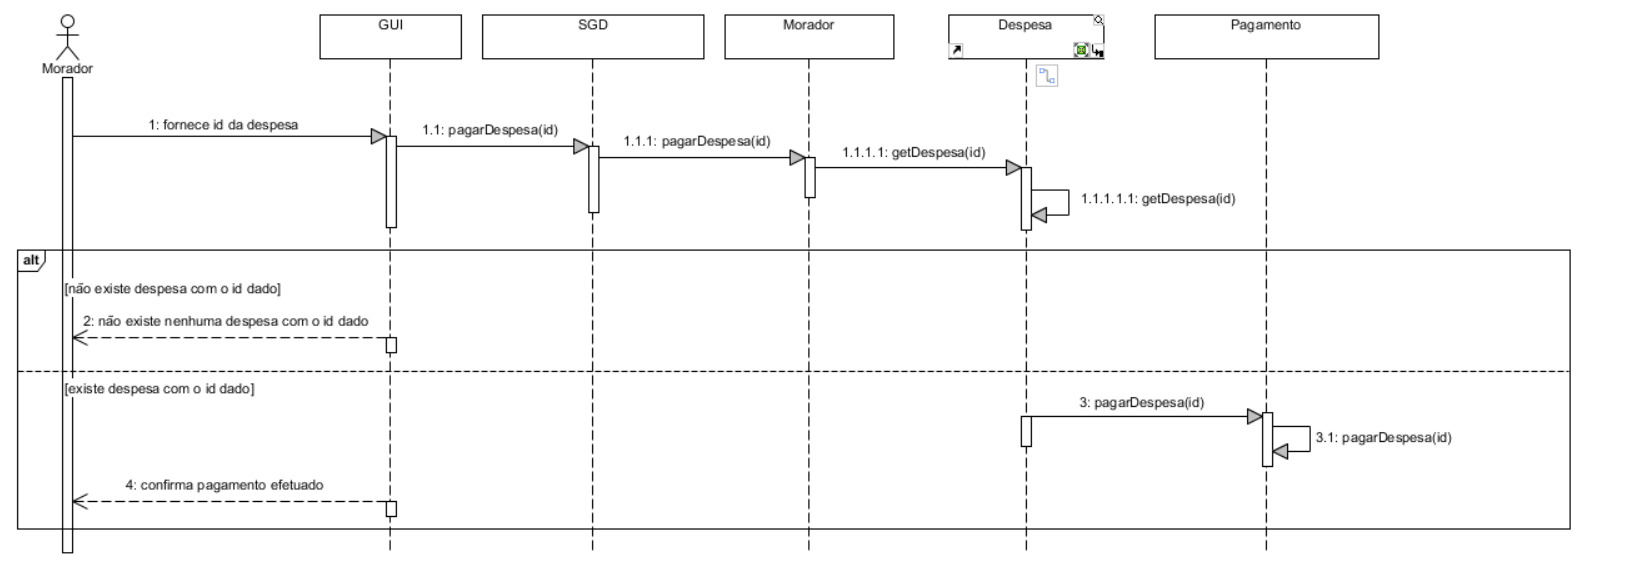 GUI
SGD
Morador
Despesa
Pagamento
Morador
1: fornece id da despesa
1.1: pagarDespesa(id)
1.1.1: pagarDespesa(id)
1.1.1.1: getDespesa(id)
1.1.1.1.1: getDespesa(id)
alt
[não existe despesa com o id dado]
2: não existe nenhuma despesa com o id dado
[existe despesa com o id dado]
3: pagarDespesa(id)
3.1: pagarDespesa(id)
4: confirma pagamento efetuado